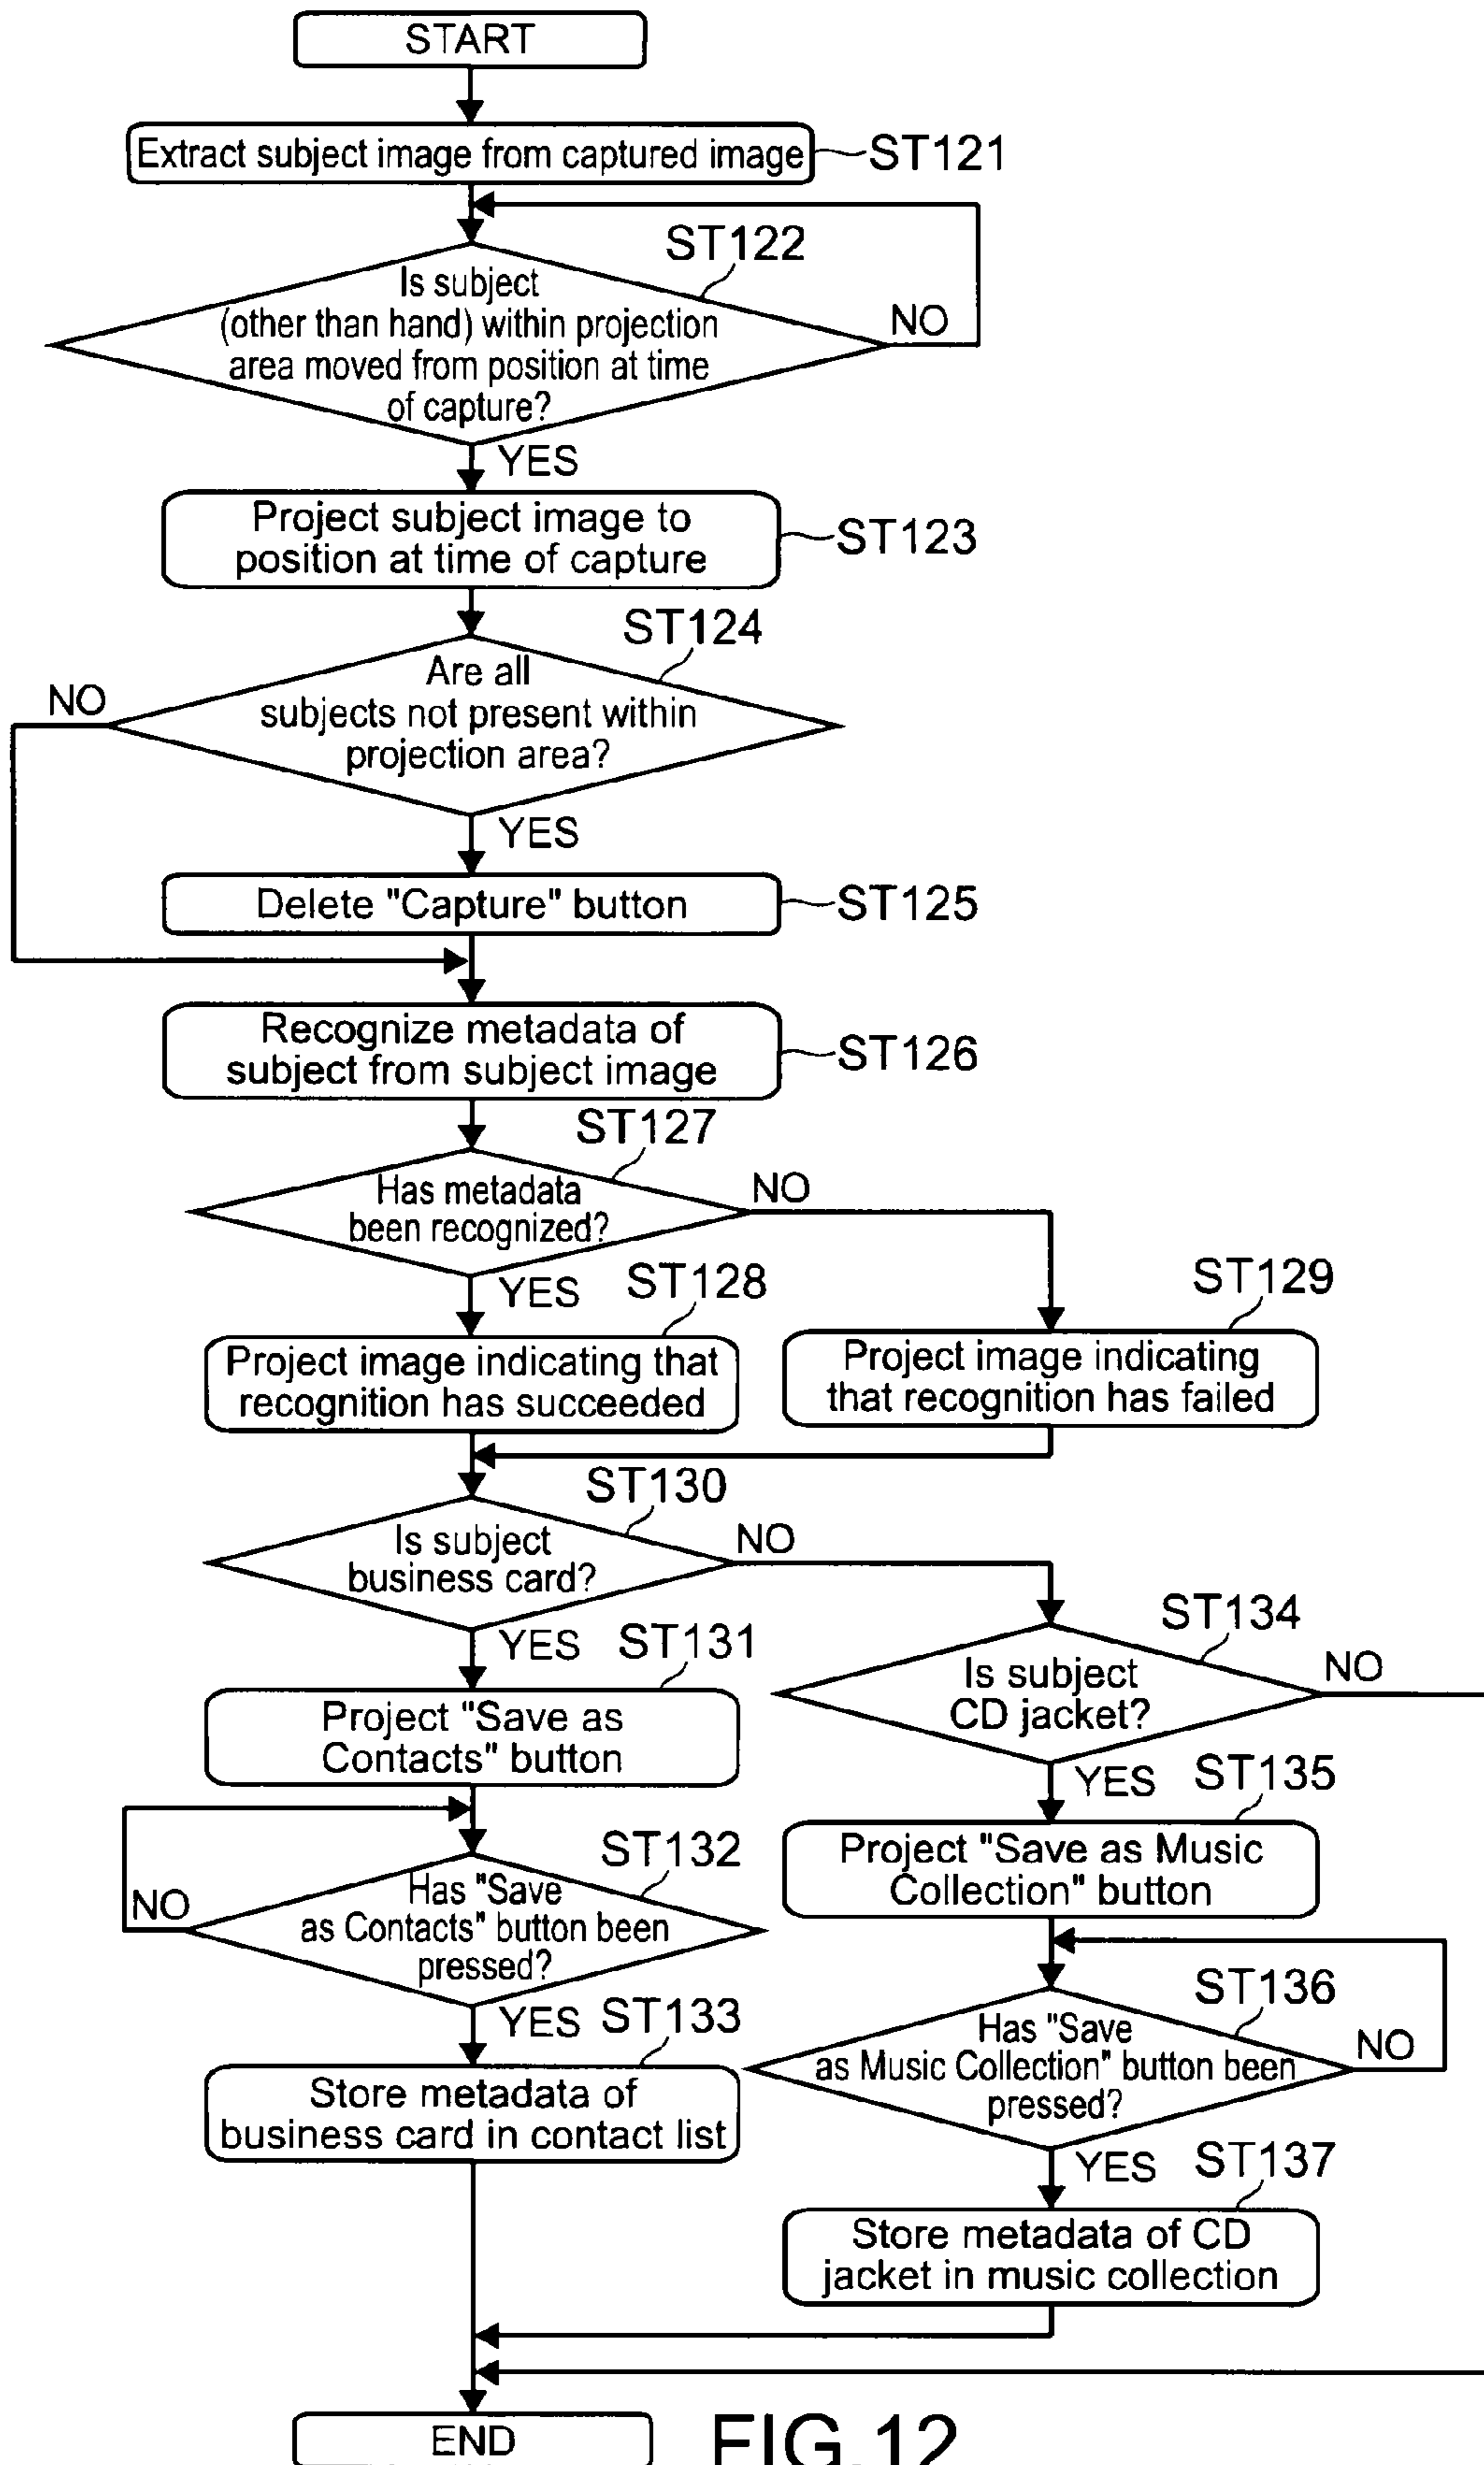 START
Extract subject image from captured image
ST121
ST122
Is subject
(other than hand) within projection
area moved from position at time
of capture?
NO
YES
Project subject image to
position at time of capture
ST123
ST124
Are all
subjects not present within
projection area?
NO
YES
Delete "Capture" button
ST125
Recognize metadata of
subject from subject image
ST126
ST127
Has metadata
been recognized?
NO
YES
ST128
Project image indicating that
recognition has succeeded
ST129
Project image indicating
that recognition has failed
ST130
Is subject
business card?
NO
YES
ST131
Project "Save as
Contacts" button
ST132
Has "Save
as Contacts" button been
pressed?
NO
YES
ST133
Store metadata of
business card in contact list
ST134
Is subject
CD jacket?
NO
YES
ST135
Project "Save as Music
Collection" button
ST136
Has "Save
as Music Collection" button been
pressed?
NO
YES
ST137
Store metadata of CD
jacket in music collection
END
FIG.12